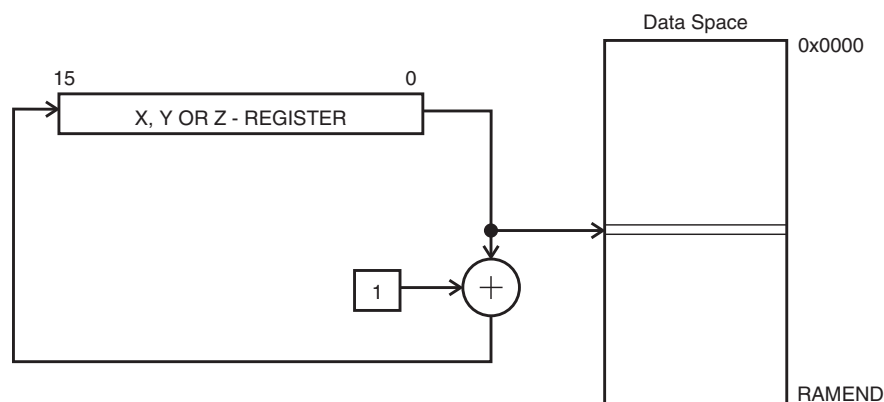 Data Space
0x0000
15
0
X, Y OR Z - REGISTER
1
+
RAMEND